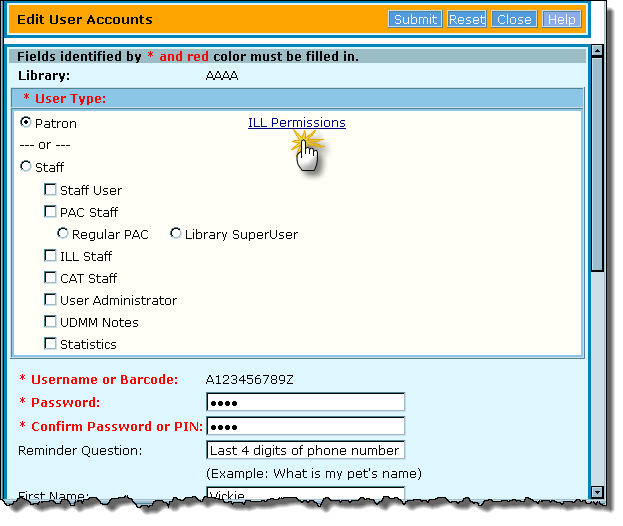 Edit User Accounts Submit Reset Close Help
Fields identified by * and red color must be filled in.
Library: AAAA
* User Type:
Patron ILL Permissions
--- or ---
Staff
Staff User
PAC Staff
Regular PAC Library SuperUser
ILL Staff
CAT Staff
User Administrator
UDMM Notes
Statistics
* Username or Barcode: A123456789Z
* Password: ●●●●
* Confirm Password or PIN: ●●●●
Reminder Question: Last 4 digits of phone number
(Example: What is my pet's name)
First Name: Vickie